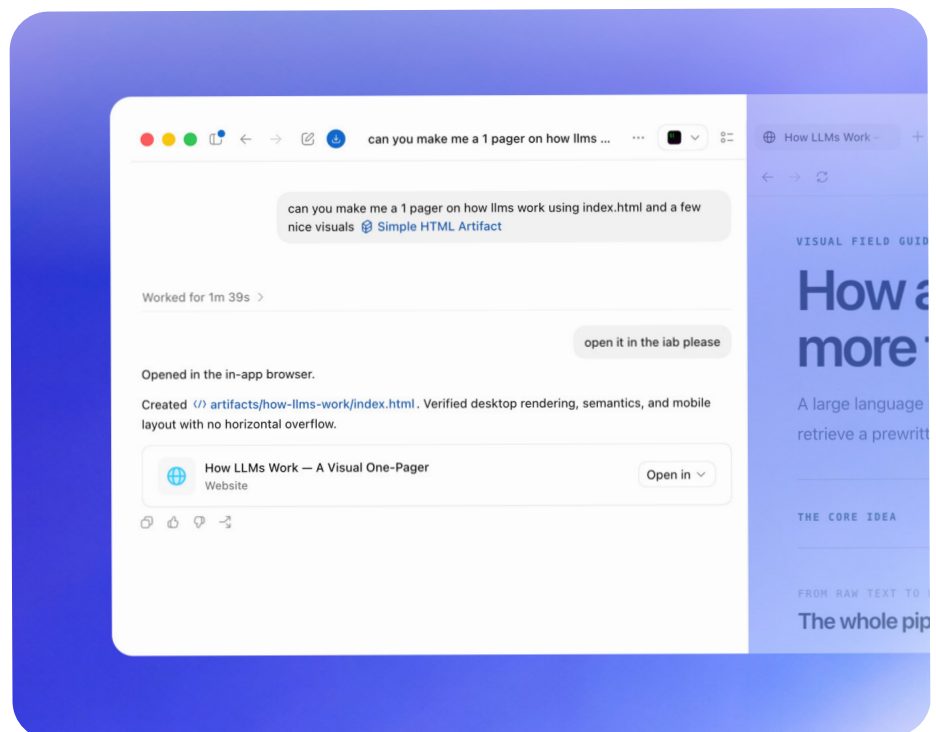 can you make me a 1 pager on how llms ...
can you make me a 1 pager on how llms work using index.html and a few
nice visuals Simple HTML Artifact
Worked for 1m 39s
open it in the iab please
Opened in the in-app browser.
Created </> artifacts/how-llms-work/index.html. Verified desktop rendering, semantics, and mobile
layout with no horizontal overflow.
How LLMs Work — A Visual One-Pager
Website
Open in
How LLMs Work –
VISUAL FIELD GUID
How a
more
A large language
retrieve a prewritt
THE CORE IDEA
FROM RAW TEXT TO
The whole pip